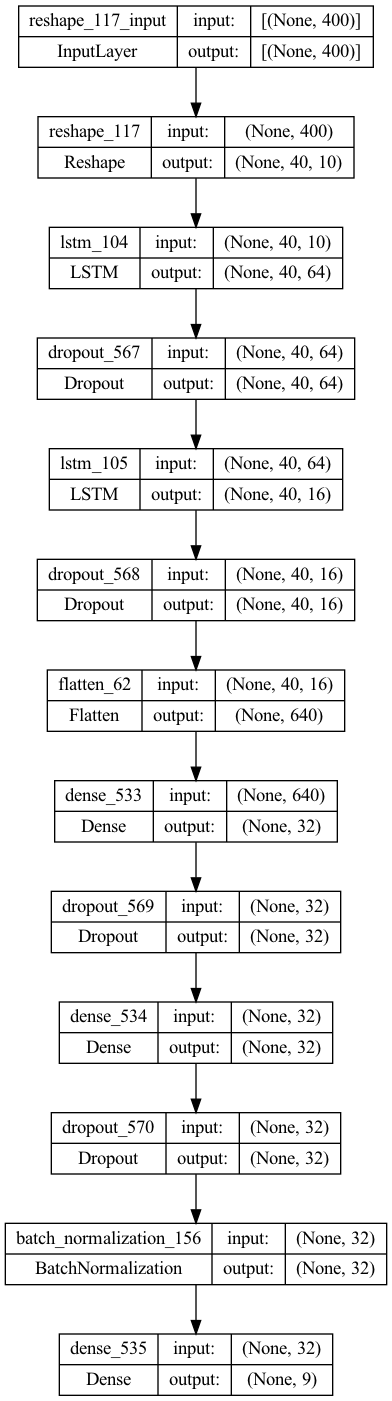 reshape_117_input input: [(None, 400)]
InputLayer output: [(None, 400)]
reshape_117 input: (None, 400)
Reshape output: (None, 40, 10)
lstm_104 input: (None, 40, 10)
LSTM output: (None, 40, 64)
dropout_567 input: (None, 40, 64)
Dropout output: (None, 40, 64)
lstm_105 input: (None, 40, 64)
LSTM output: (None, 40, 16)
dropout_568 input: (None, 40, 16)
Dropout output: (None, 40, 16)
flatten_62 input: (None, 40, 16)
Flatten output: (None, 640)
dense_533 input: (None, 640)
Dense output: (None, 32)
dropout_569 input: (None, 32)
Dropout output: (None, 32)
dense_534 input: (None, 32)
Dense output: (None, 32)
dropout_570 input: (None, 32)
Dropout output: (None, 32)
batch_normalization_156 input: (None, 32)
BatchNormalization output: (None, 32)
dense_535 input: (None, 32)
Dense output: (None, 9)